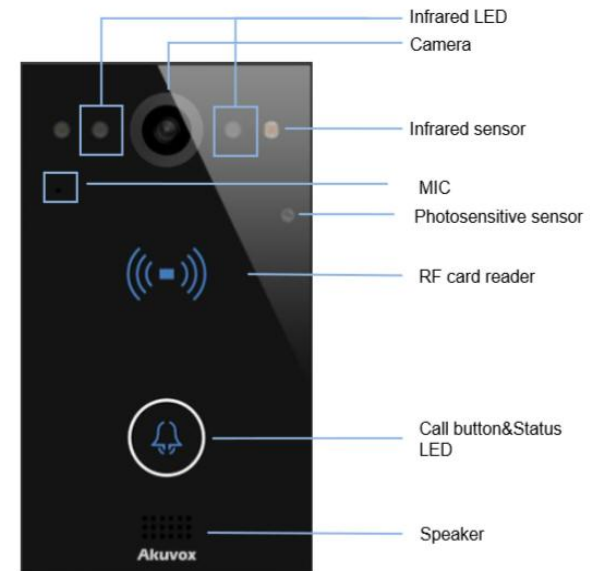 Infrared LED
Camera
Infrared sensor
MIC
Photosensitive sensor
RF card reader
Call button&Status
LED
Speaker
Akuvox